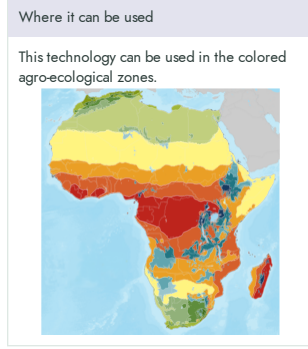 Where it can be used
This technology can be used in the colored
agro-ecological zones.